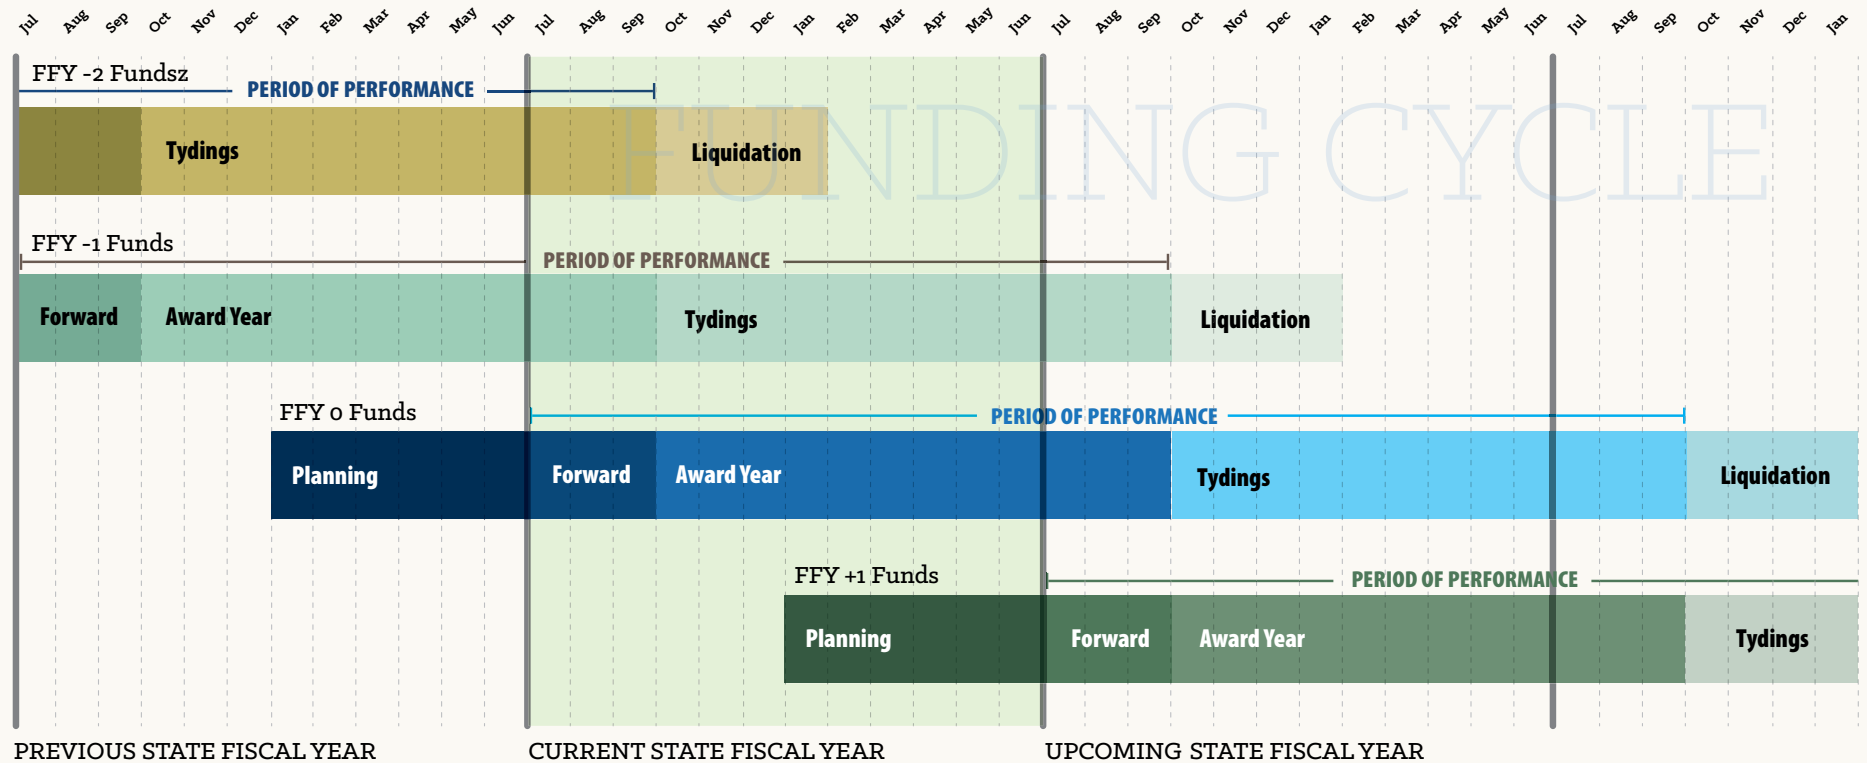 Jul Aug Sep Oct Nov Dec Jan Feb Mar Apr May Jun Jul Aug Sep Oct Nov Dec Jan Feb Mar Apr May Jun Jul Aug Sep Oct Nov Dec Jan Feb Mar Apr May Jun Jul Aug Sep Oct Nov Dec Jan
FUNDING CYCLE
FFY -2 Fundsz
PERIOD OF PERFORMANCE
Tydings Liquidation
FFY -1 Funds
PERIOD OF PERFORMANCE
Forward Award Year Tydings Liquidation
FFY 0 Funds
PERIOD OF PERFORMANCE
Planning Forward Award Year Tydings Liquidation
FFY +1 Funds
PERIOD OF PERFORMANCE
Planning Forward Award Year Tydings
PREVIOUS STATE FISCAL YEAR CURRENT STATE FISCAL YEAR UPCOMING STATE FISCAL YEAR